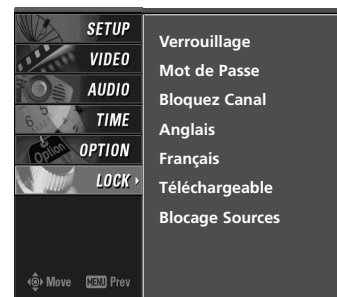 SETUP
VIDEO
AUDIO
TIME
OPTION
LOCK
Verrouillage
Mot de Passe
Bloquez Canal
Anglais
Français
Téléchargeable
Blocage Sources
Move MENU Prev